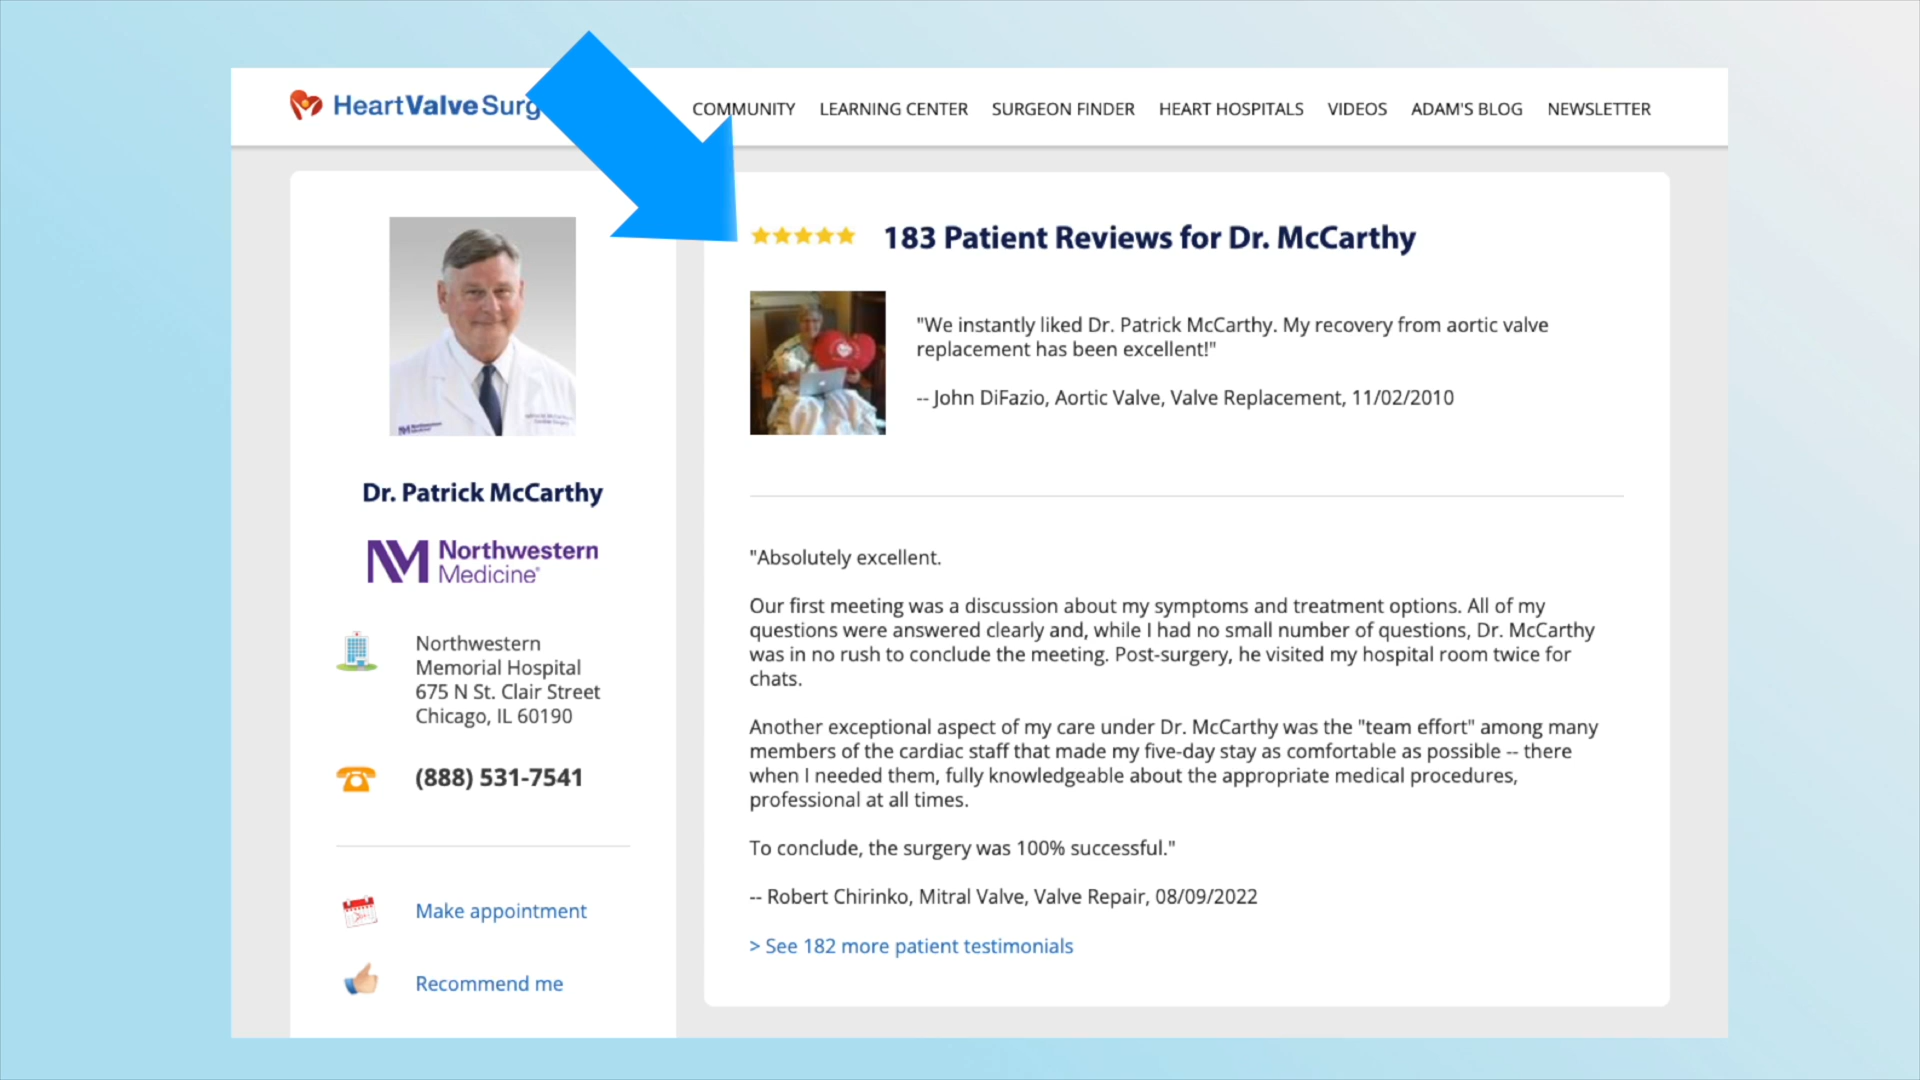 HeartValveSurg
COMMUNITY LEARNING CENTER SURGEON FINDER HEART HOSPITALS VIDEOS ADAM'S BLOG NEWSLETTER
Dr. Patrick McCarthy
Northwestern
Medicine®
Northwestern
Memorial Hospital
675 N St. Clair Street
Chicago, IL 60190
(888) 531-7541
Make appointment
Recommend me
183 Patient Reviews for Dr. McCarthy
"We instantly liked Dr. Patrick McCarthy. My recovery from aortic valve
replacement has been excellent!"
-- John DiFazio, Aortic Valve, Valve Replacement, 11/02/2010
"Absolutely excellent.
Our first meeting was a discussion about my symptoms and treatment options. All of my
questions were answered clearly and, while I had no small number of questions, Dr. McCarthy
was in no rush to conclude the meeting. Post-surgery, he visited my hospital room twice for
chats.
Another exceptional aspect of my care under Dr. McCarthy was the "team effort" among many
members of the cardiac staff that made my five-day stay as comfortable as possible -- there
when I needed them, fully knowledgeable about the appropriate medical procedures,
professional at all times.
To conclude, the surgery was 100% successful."
-- Robert Chirinko, Mitral Valve, Valve Repair, 08/09/2022
> See 182 more patient testimonials